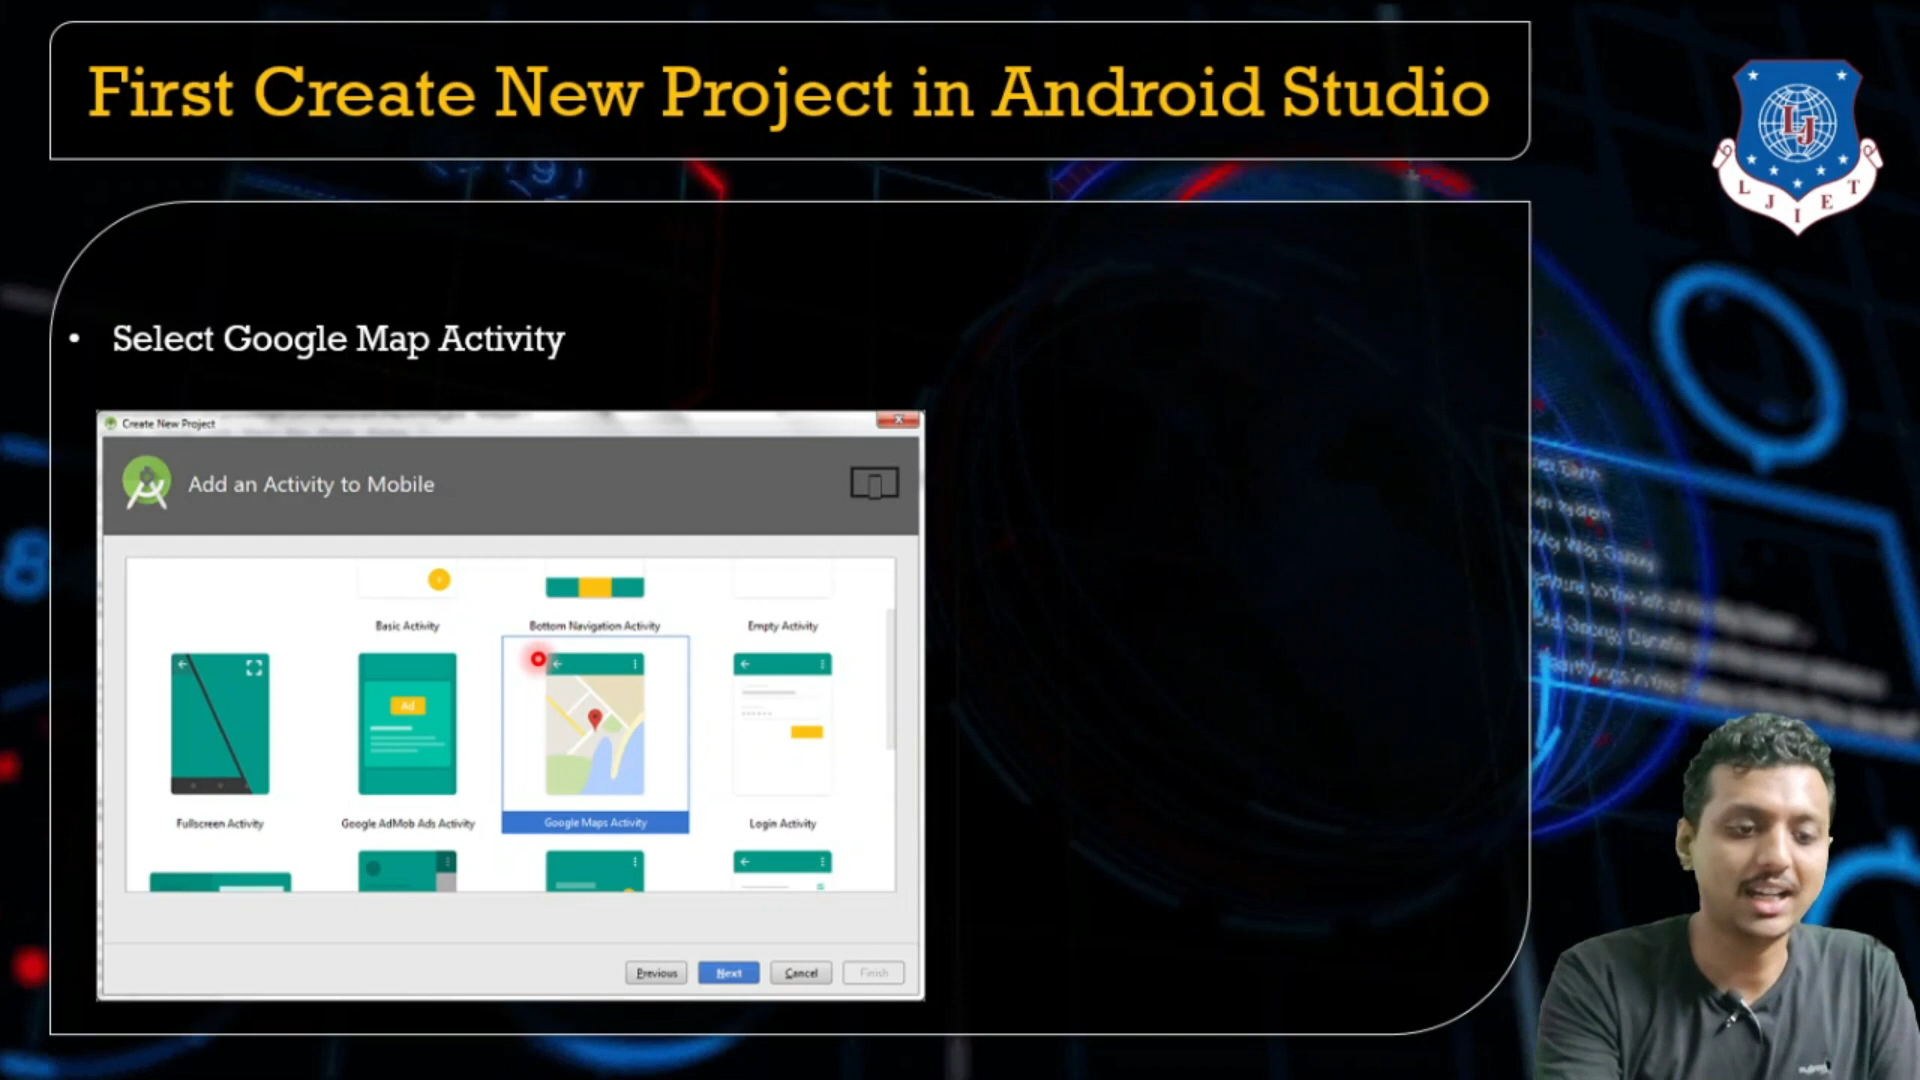 First Create New Project in Android Studio
LJ
L J I E T
• Select Google Map Activity
Create New Project
Add an Activity to Mobile
Basic Activity
Bottom Navigation Activity
Empty Activity
Ad
Fullscreen Activity
Google AdMob Ads Activity
Google Maps Activity
Login Activity
Previous
Next
Cancel
Finish